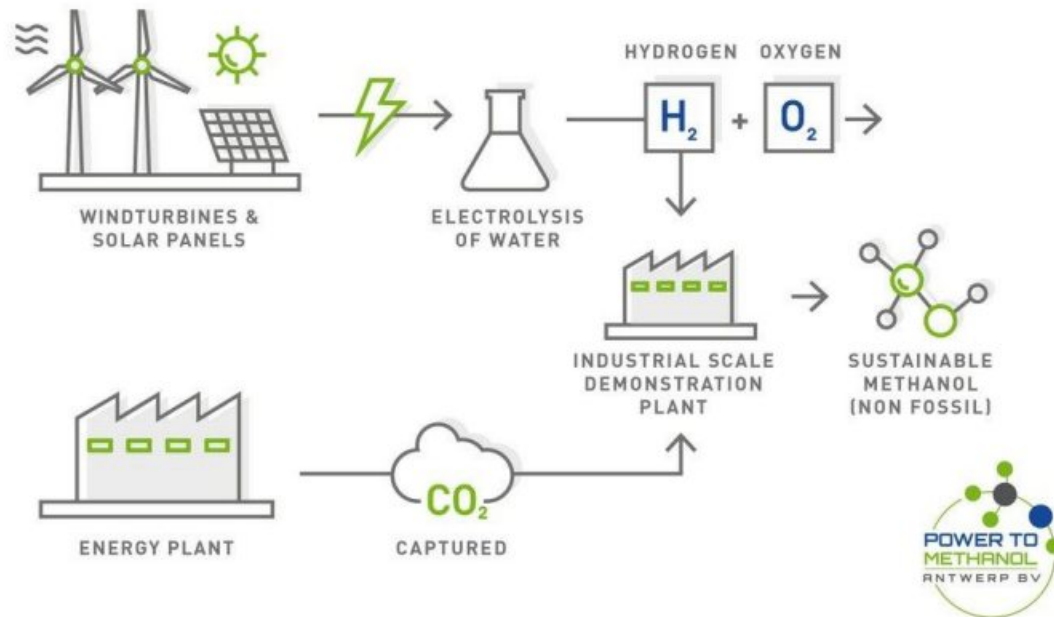 HYDROGEN OXYGEN
H₂ + O₂
WINDTURBINES &
SOLAR PANELS
ELECTROLYSIS
OF WATER
INDUSTRIAL SCALE
DEMONSTRATION
PLANT
SUSTAINABLE
METHANOL
(NON FOSSIL)
CO₂
ENERGY PLANT
CAPTURED
POWER TO
METHANOL
ANTWERP BV